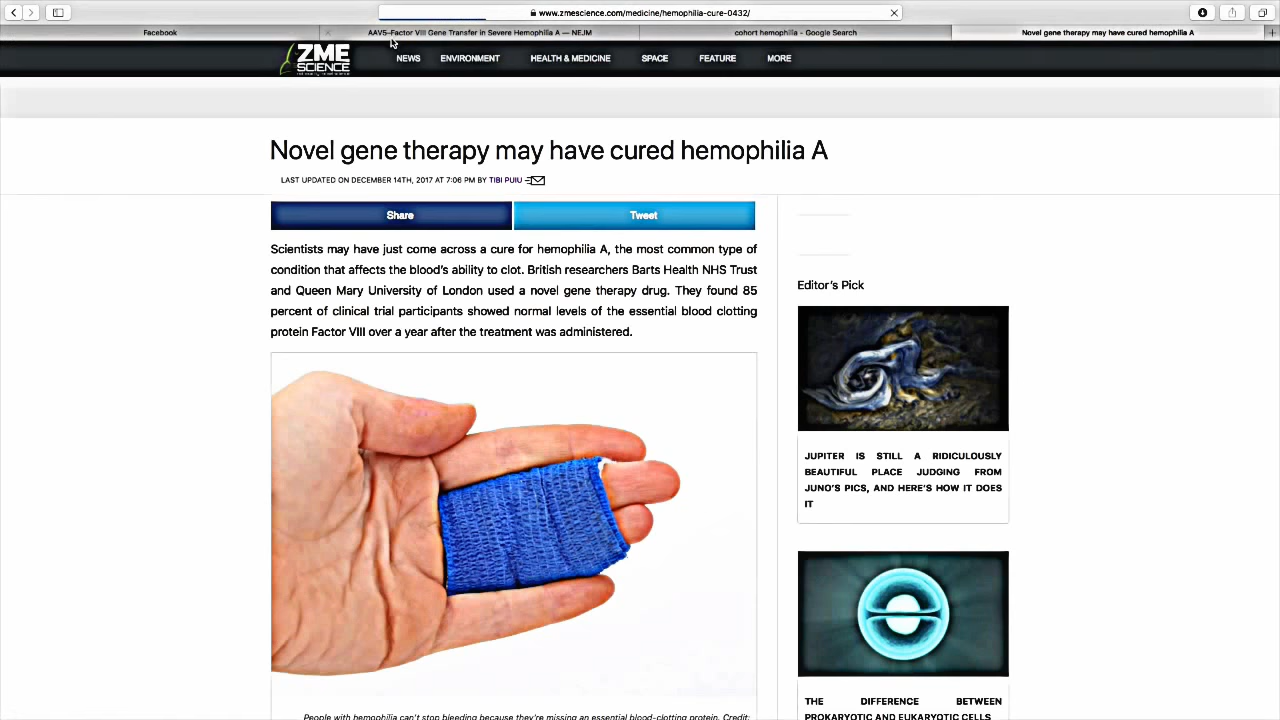 www.zmescience.com/medicine/hemophilia-cure-0432/
Facebook
AAV5–Factor VIII Gene Transfer in Severe Hemophilia A — NEJM
cohort hemophilia - Google Search
Novel gene therapy may have cured hemophilia A
ZME
SCIENCE
NEWS
ENVIRONMENT
HEALTH & MEDICINE
SPACE
FEATURE
MORE
Novel gene therapy may have cured hemophilia A
LAST UPDATED ON DECEMBER 14TH, 2017 AT 7:06 PM BY TIBI PUIU
Share
Tweet
Scientists may have just come across a cure for hemophilia A, the most common type of
condition that affects the blood's ability to clot. British researchers Barts Health NHS Trust
and Queen Mary University of London used a novel gene therapy drug. They found 85
percent of clinical trial participants showed normal levels of the essential blood clotting
protein Factor VIII over a year after the treatment was administered.
People with hemophilia can't stop bleeding because they're missing an essential blood-clotting protein. Credit:
Editor's Pick
JUPITER IS STILL A RIDICULOUSLY
BEAUTIFUL PLACE JUDGING FROM
JUNO'S PICS, AND HERE'S HOW IT DOES
IT
THE DIFFERENCE BETWEEN
PROKARYOTIC AND EUKARYOTIC CELLS